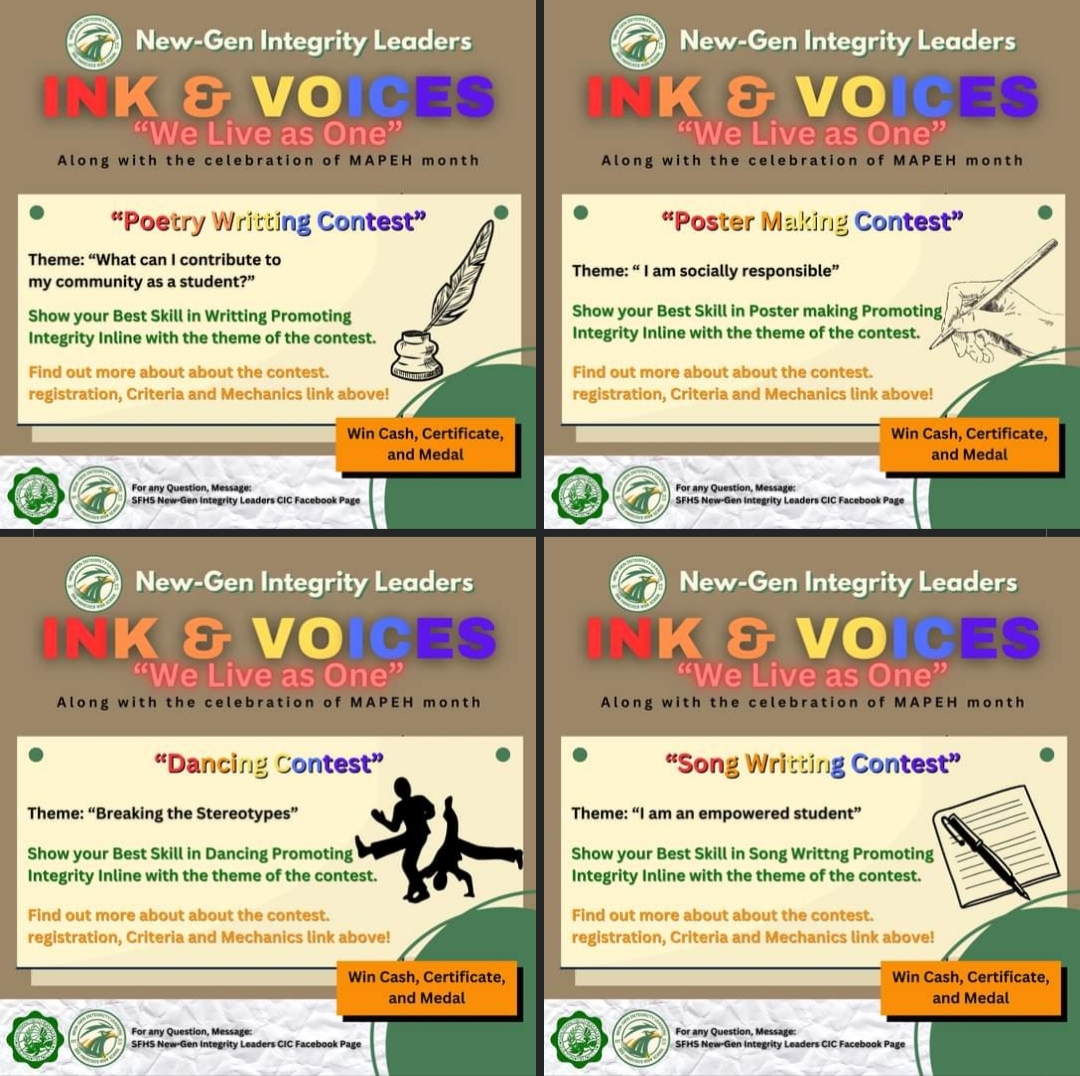 New-Gen Integrity Leaders
INK & VOICES
“We Live as One”
Along with the celebration of MAPEH month
“Poetry Writting Contest”
Theme: “What can I contribute to
my community as a student?”
Show your Best Skill in Writting Promoting
Integrity Inline with the theme of the contest.
Find out more about about the contest.
registration, Criteria and Mechanics link above!
Win Cash, Certificate,
and Medal
For any Question, Message:
SFHS New-Gen Integrity Leaders CIC Facebook Page
New-Gen Integrity Leaders
INK & VOICES
“We Live as One”
Along with the celebration of MAPEH month
“Poster Making Contest”
Theme: “ I am socially responsible”
Show your Best Skill in Poster making Promoting
Integrity Inline with the theme of the contest.
Find out more about about the contest.
registration, Criteria and Mechanics link above!
Win Cash, Certificate,
and Medal
For any Question, Message:
SFHS New-Gen Integrity Leaders CIC Facebook Page
New-Gen Integrity Leaders
INK & VOICES
“We Live as One”
Along with the celebration of MAPEH month
“Dancing Contest”
Theme: “Breaking the Stereotypes”
Show your Best Skill in Dancing Promoting
Integrity Inline with the theme of the contest.
Find out more about about the contest.
registration, Criteria and Mechanics link above!
Win Cash, Certificate,
and Medal
For any Question, Message:
SFHS New-Gen Integrity Leaders CIC Facebook Page
New-Gen Integrity Leaders
INK & VOICES
“We Live as One”
Along with the celebration of MAPEH month
“Song Writting Contest”
Theme: “I am an empowered student”
Show your Best Skill in Song Writtng Promoting
Integrity Inline with the theme of the contest.
Find out more about about the contest.
registration, Criteria and Mechanics link above!
Win Cash, Certificate,
and Medal
For any Question, Message:
SFHS New-Gen Integrity Leaders CIC Facebook Page